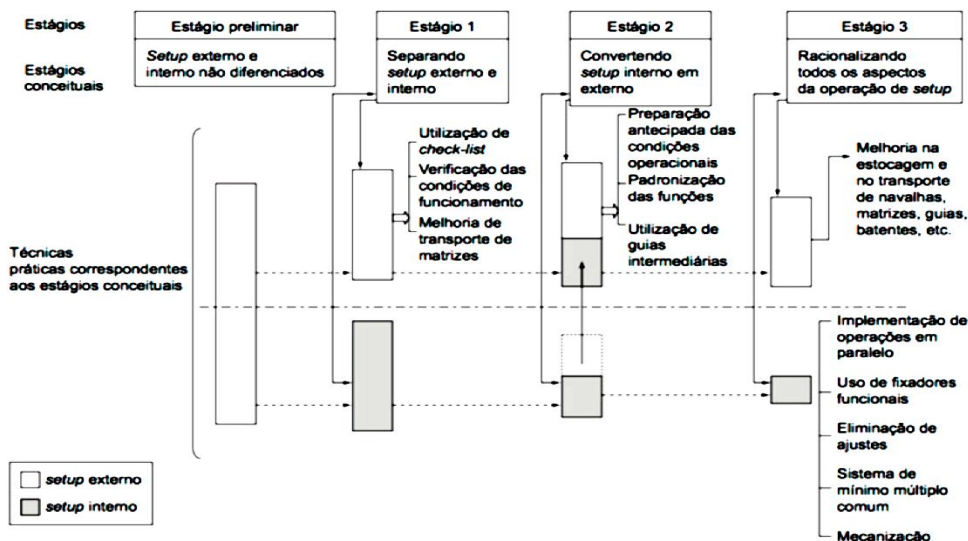 Estágios
Estágio preliminar
Estágio 1
Estágio 2
Estágio 3
Estágios
conceituais
Setup externo e
interno não diferenciados
Separando
setup externo e
interno
Convertendo
setup interno em
externo
Racionalizando
todos os aspectos
da operação de setup
Técnicas
práticas correspondentes
aos estágios conceituais
Utilização de
check-list
Verificação das
condições de
funcionamento
Melhoria de
transporte de
matrizes
Preparação
antecipada das
condições
operacionais
Padronização
das funções
Utilização de
guias
intermediárias
Melhoria na
estocagem e
no transporte
de navalhas,
matrizes, guias,
batentes, etc.
Implementação de
operações em
paralelo
Uso de fixadores
funcionais
Eliminação de
ajustes
Sistema de
mínimo múltiplo
comum
Mecanização
setup externo
setup interno